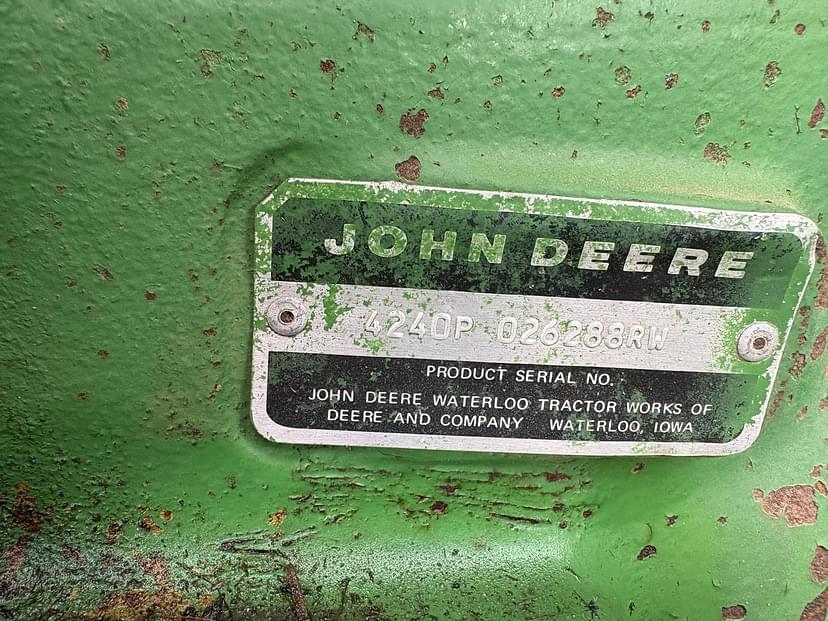 JOHN DEERE
4240P 026288RW
PRODUCT SERIAL NO.
JOHN DEERE WATERLOO TRACTOR WORKS OF
DEERE AND COMPANY WATERLOO, IOWA